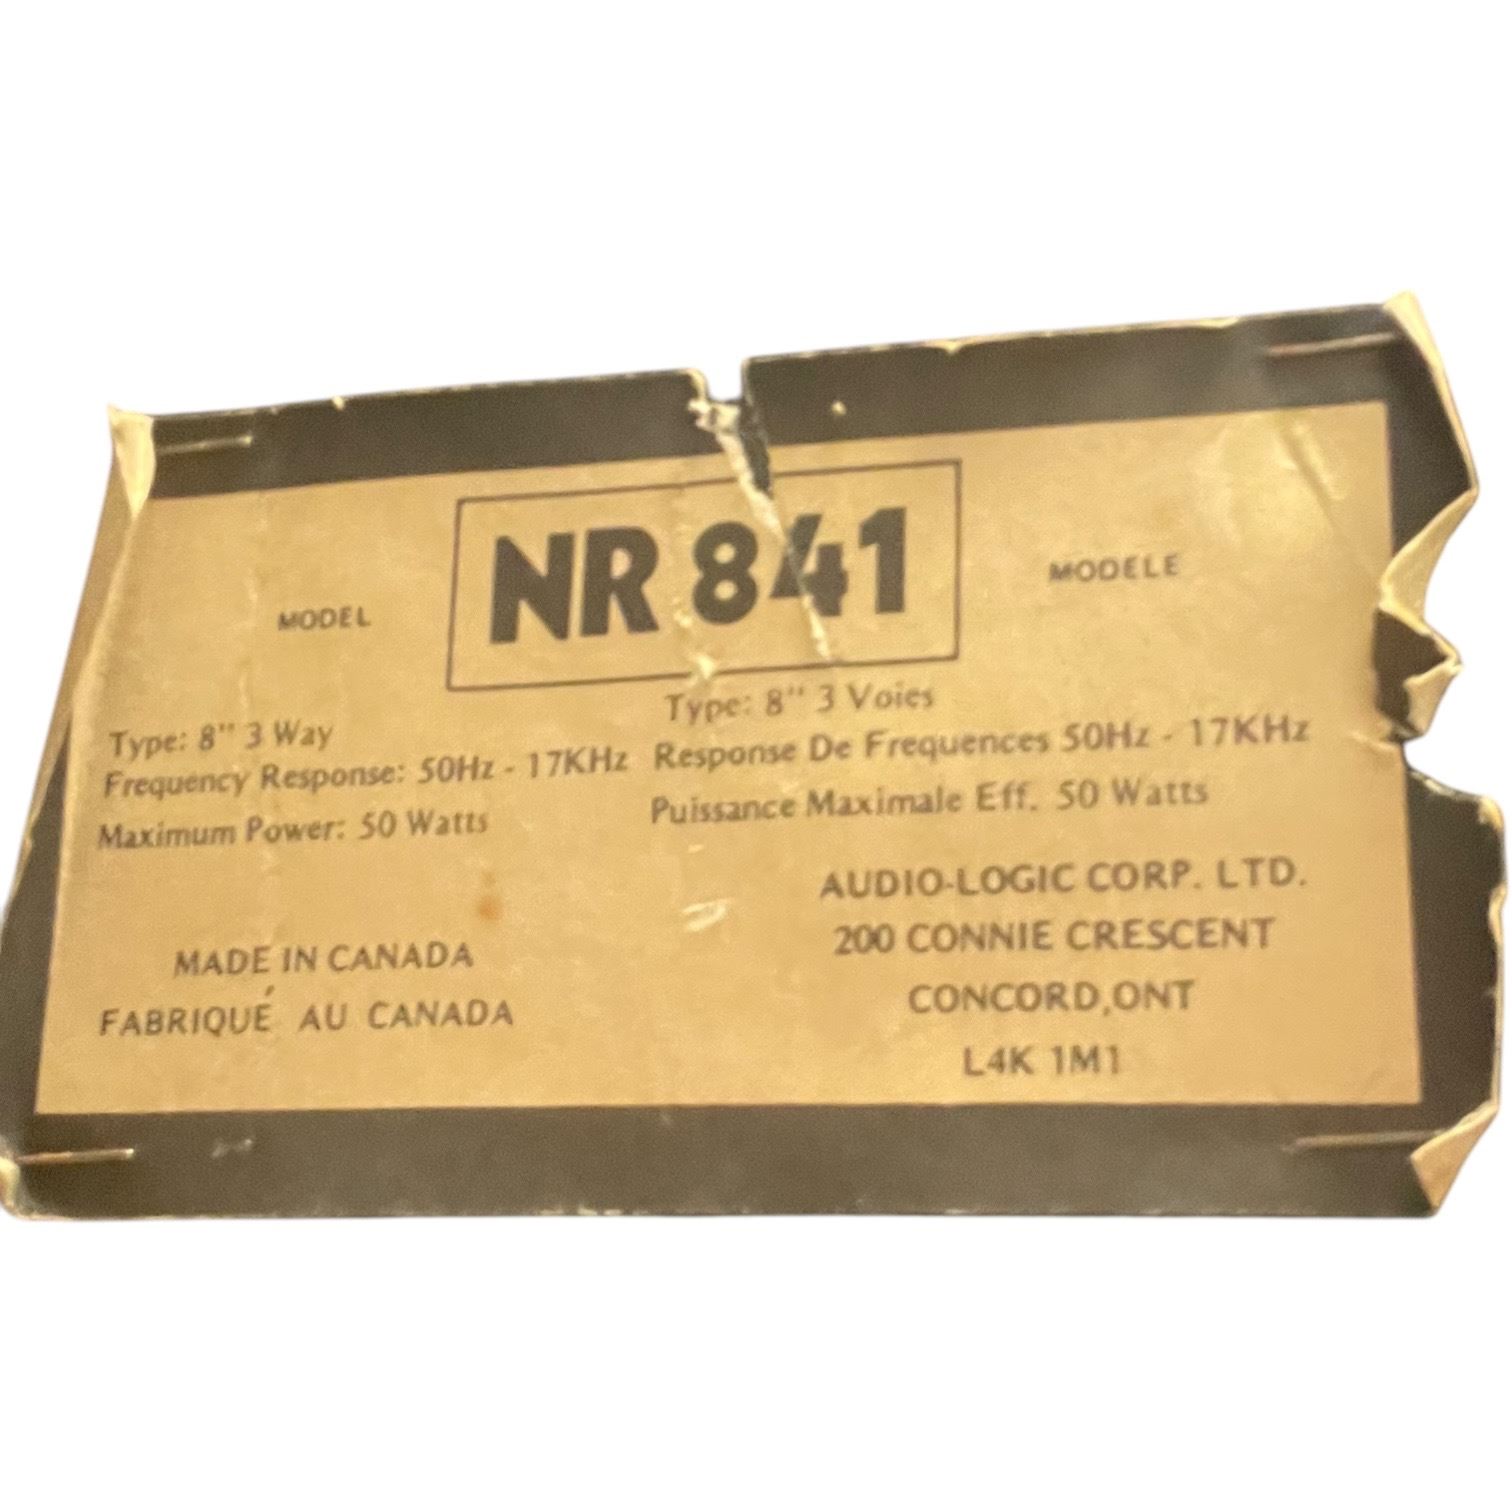 NR 841
MODEL
MODELE
Type: 8" 3 Way
Frequency Response: 50Hz - 17KHz
Maximum Power: 50 Watts
Type: 8" 3 Voies
Response De Frequences 50Hz - 17KHz
Puissance Maximale Eff. 50 Watts
MADE IN CANADA
FABRIQUÉ AU CANADA
AUDIO-LOGIC CORP. LTD.
200 CONNIE CRESCENT
CONCORD,ONT
L4K 1M1